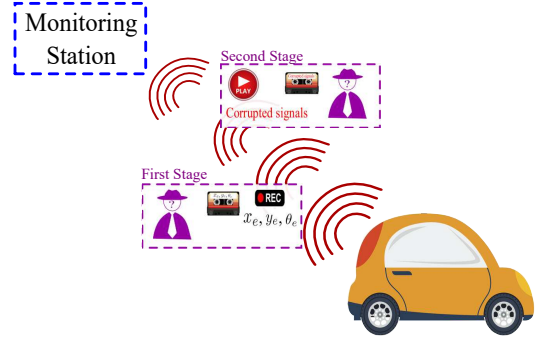 Monitoring
Station
Second Stage
?
PLAY
Corrupted signals
First Stage
?
REC
x_e, y_e, θ_e